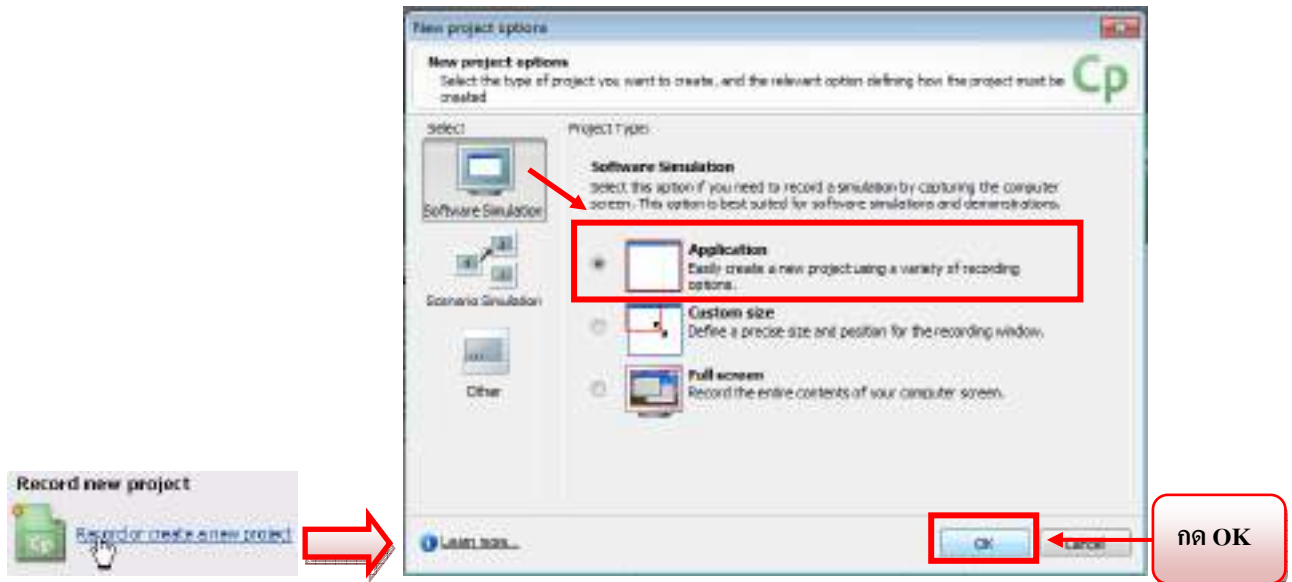 New project options
New project options
Select the type of project you want to create, and the relevant option defining how the project must be
created
Cp
Select
Project Type:
Software Simulation
Select this option if you need to record a simulation by capturing the computer
screen. This option is best suited for software simulations and demonstrations.
Software Simulation
Application
Easily create a new project using a variety of recording
options.
Scenario Simulation
Custom size
Define a precise size and position for the recording window.
Full screen
Record the entire contents of your computer screen.
Other
Record new project
Cp
Record or create a new project
Learn more...
OK
Cancel
กด OK